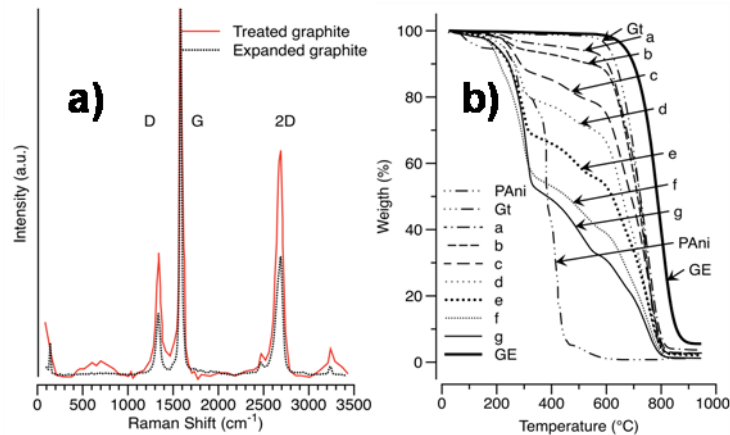 a)
Treated graphite
Expanded graphite
D G 2D
Intensity (a.u.)
0 500 1000 1500 2000 2500 3000 3500
Raman Shift (cm-1)
b)
Weigth (%)
100
80
60
40
20
0
Gt
a
b
c
d
e
f
g
PAni
GE
PAni
Gt
a
b
c
d
e
f
g
GE
0 200 400 600 800 1000
Temperature (°C)